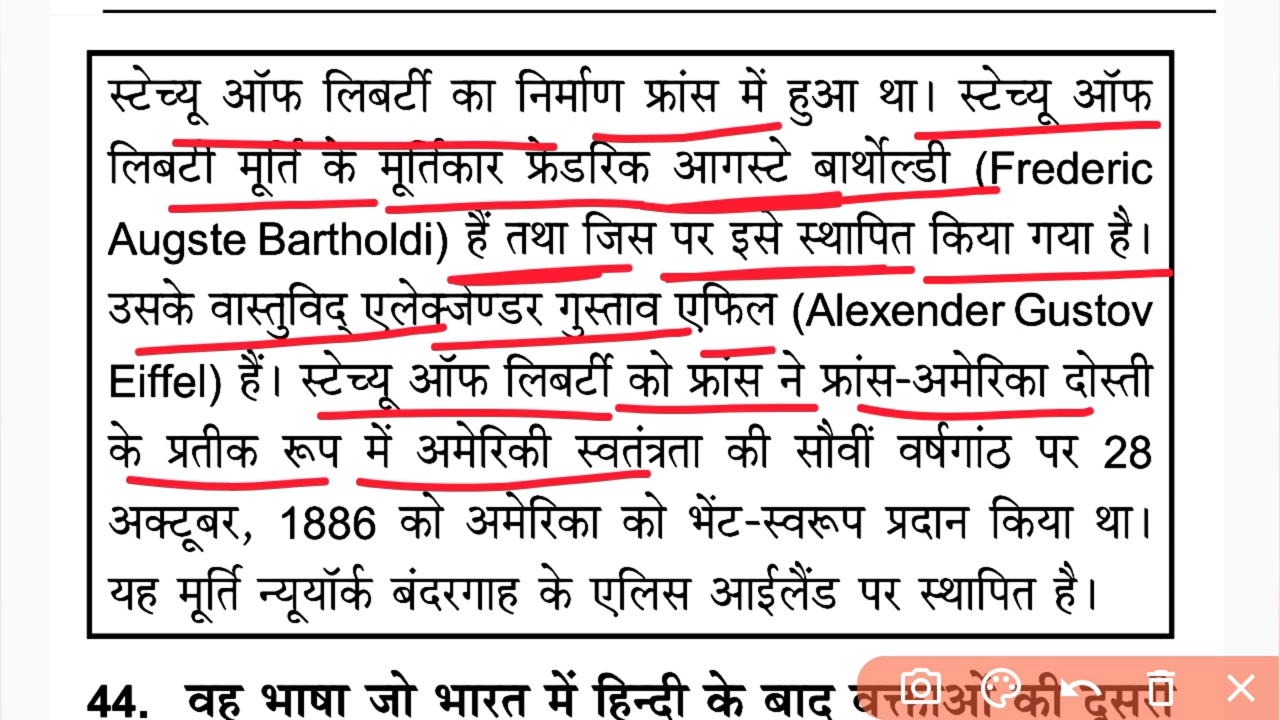 स्टेच्यू ऑफ लिबर्टी का निर्माण फ्रांस में हुआ था। स्टेच्यू ऑफ
लिबर्टी मूर्ति के मूर्तिकार फ्रेडरिक आगस्टे बार्थोल्डी (Frederic
Augste Bartholdi) हैं तथा जिस पर इसे स्थापित किया गया है।
उसके वास्तुविद् एलेक्जेण्डर गुस्ताव एफिल (Alexender Gustov
Eiffel) हैं। स्टेच्यू ऑफ लिबर्टी को फ्रांस ने फ्रांस-अमेरिका दोस्ती
के प्रतीक रूप में अमेरिकी स्वतंत्रता की सौवीं वर्षगांठ पर 28
अक्टूबर, 1886 को अमेरिका को भेंट-स्वरूप प्रदान किया था।
यह मूर्ति न्यूयॉर्क बंदरगाह के एलिस आईलैंड पर स्थापित है।
44. वह भाषा जो भारत में हिन्दी के बाद वक्ताओं की दूसरी